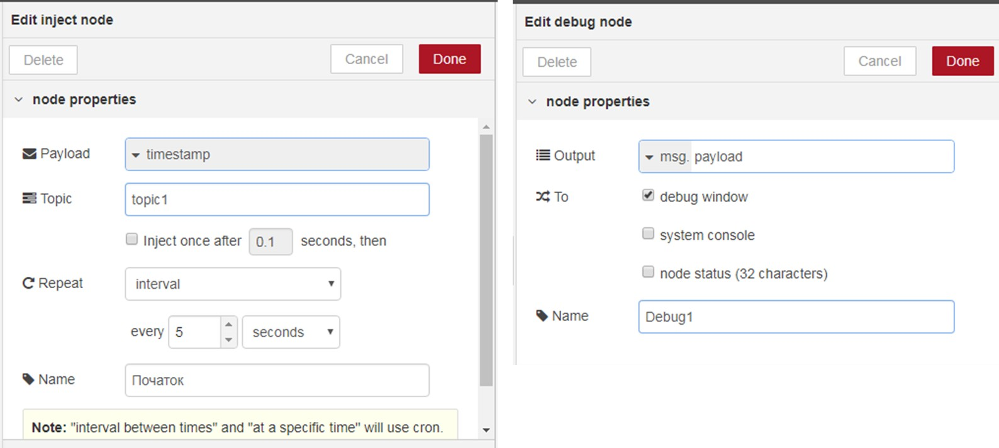 Edit inject node
Delete Cancel Done
node properties
Payload timestamp
Topic topic1
Inject once after 0.1 seconds, then
Repeat interval
every 5 seconds
Name Початок
Note: "interval between times" and "at a specific time" will use cron.
Edit debug node
Delete Cancel Done
node properties
Output msg. payload
To debug window
system console
node status (32 characters)
Name Debug1